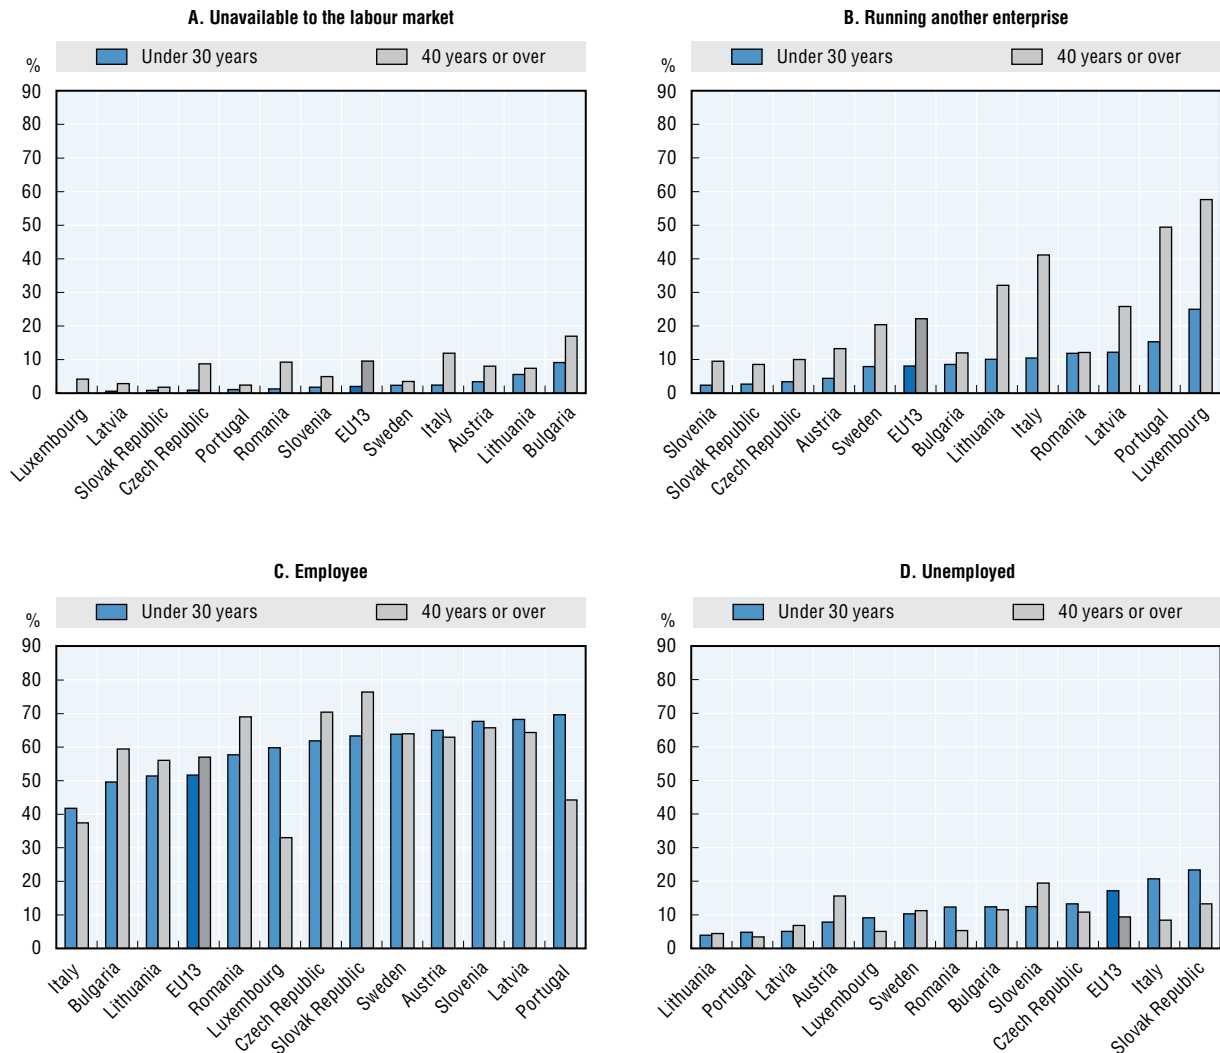 A. Unavailable to the labour market
Under 30 years
40 years or over
%
90
80
70
60
50
40
30
20
10
0
Luxembourg
Latvia
Slovak Republic
Czech Republic
Portugal
Romania
Slovenia
EU13
Sweden
Italy
Austria
Lithuania
Bulgaria
B. Running another enterprise
Under 30 years
40 years or over
%
90
80
70
60
50
40
30
20
10
0
Slovenia
Slovak Republic
Czech Republic
Austria
Sweden
EU13
Bulgaria
Lithuania
Italy
Romania
Latvia
Portugal
Luxembourg
C. Employee
Under 30 years
40 years or over
%
90
80
70
60
50
40
30
20
10
0
Italy
Bulgaria
Lithuania
EU13
Romania
Luxembourg
Czech Republic
Slovak Republic
Sweden
Austria
Slovenia
Latvia
Portugal
D. Unemployed
Under 30 years
40 years or over
%
90
80
70
60
50
40
30
20
10
0
Lithuania
Portugal
Latvia
Austria
Luxembourg
Sweden
Romania
Bulgaria
Slovenia
Czech Republic
EU13
Italy
Slovak Republic